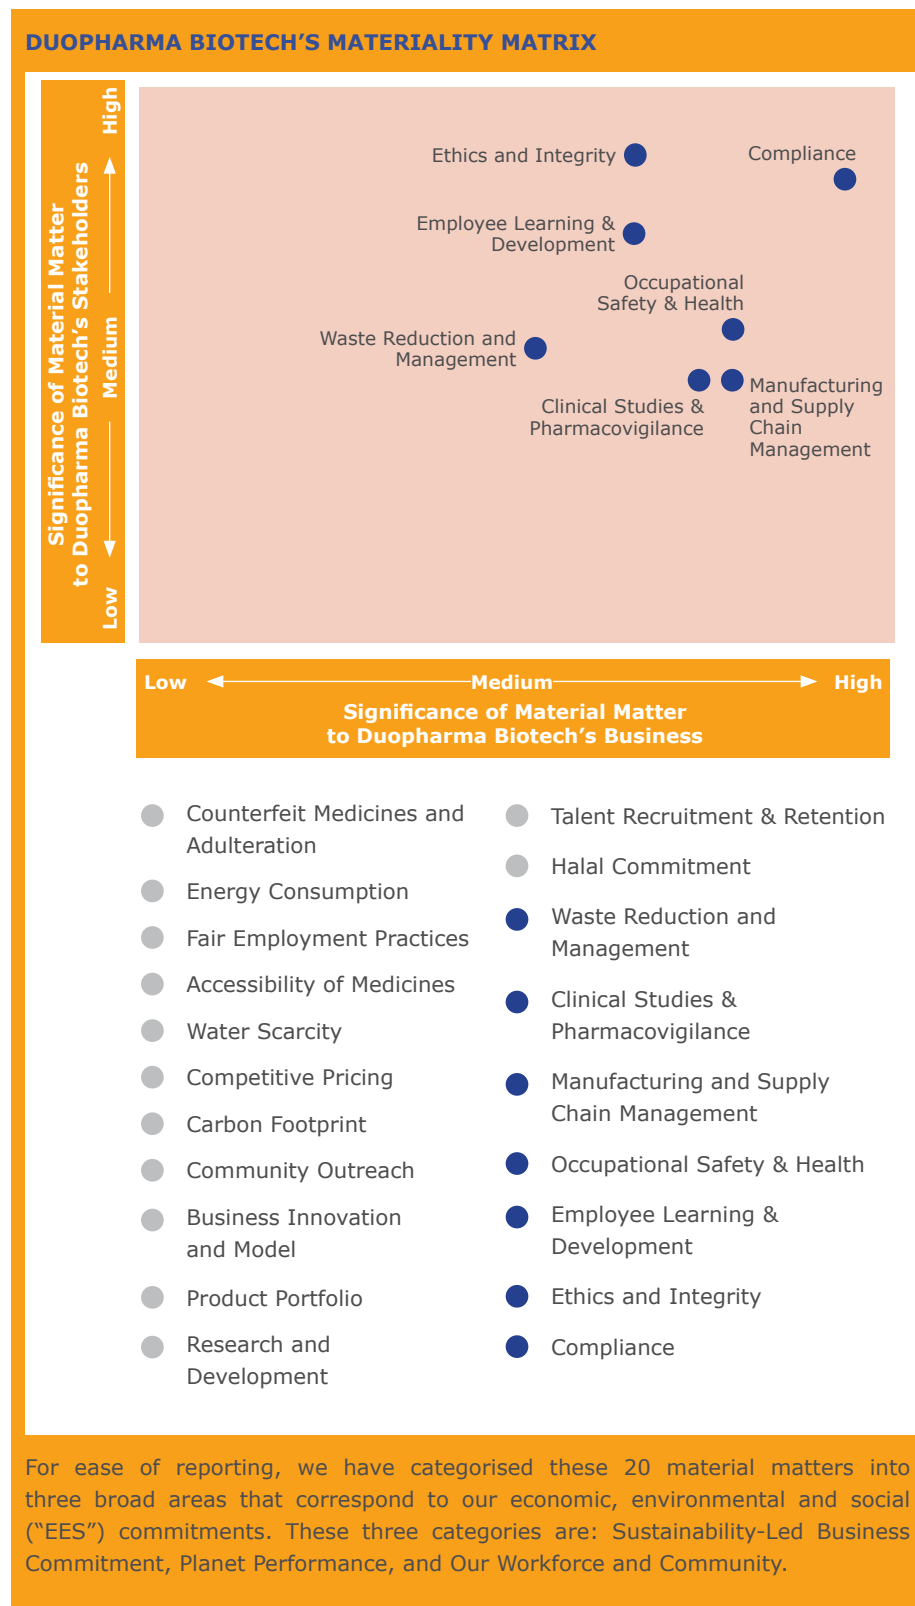 DUOPHARMA BIOTECH’S MATERIALITY MATRIX
High
Medium
Low
Significance of Material Matter
to Duopharma Biotech’s Stakeholders
Ethics and Integrity
Compliance
Employee Learning &
Development
Occupational
Safety & Health
Waste Reduction and
Management
Clinical Studies &
Pharmacovigilance
Manufacturing
and Supply
Chain
Management
Low
Medium
High
Significance of Material Matter
to Duopharma Biotech’s Business
Counterfeit Medicines and
Adulteration
Energy Consumption
Fair Employment Practices
Accessibility of Medicines
Water Scarcity
Competitive Pricing
Carbon Footprint
Community Outreach
Business Innovation
and Model
Product Portfolio
Research and
Development
Talent Recruitment & Retention
Halal Commitment
Waste Reduction and
Management
Clinical Studies &
Pharmacovigilance
Manufacturing and Supply
Chain Management
Occupational Safety & Health
Employee Learning &
Development
Ethics and Integrity
Compliance
For ease of reporting, we have categorised these 20 material matters into
three broad areas that correspond to our economic, environmental and social
(“EES”) commitments. These three categories are: Sustainability-Led Business
Commitment, Planet Performance, and Our Workforce and Community.